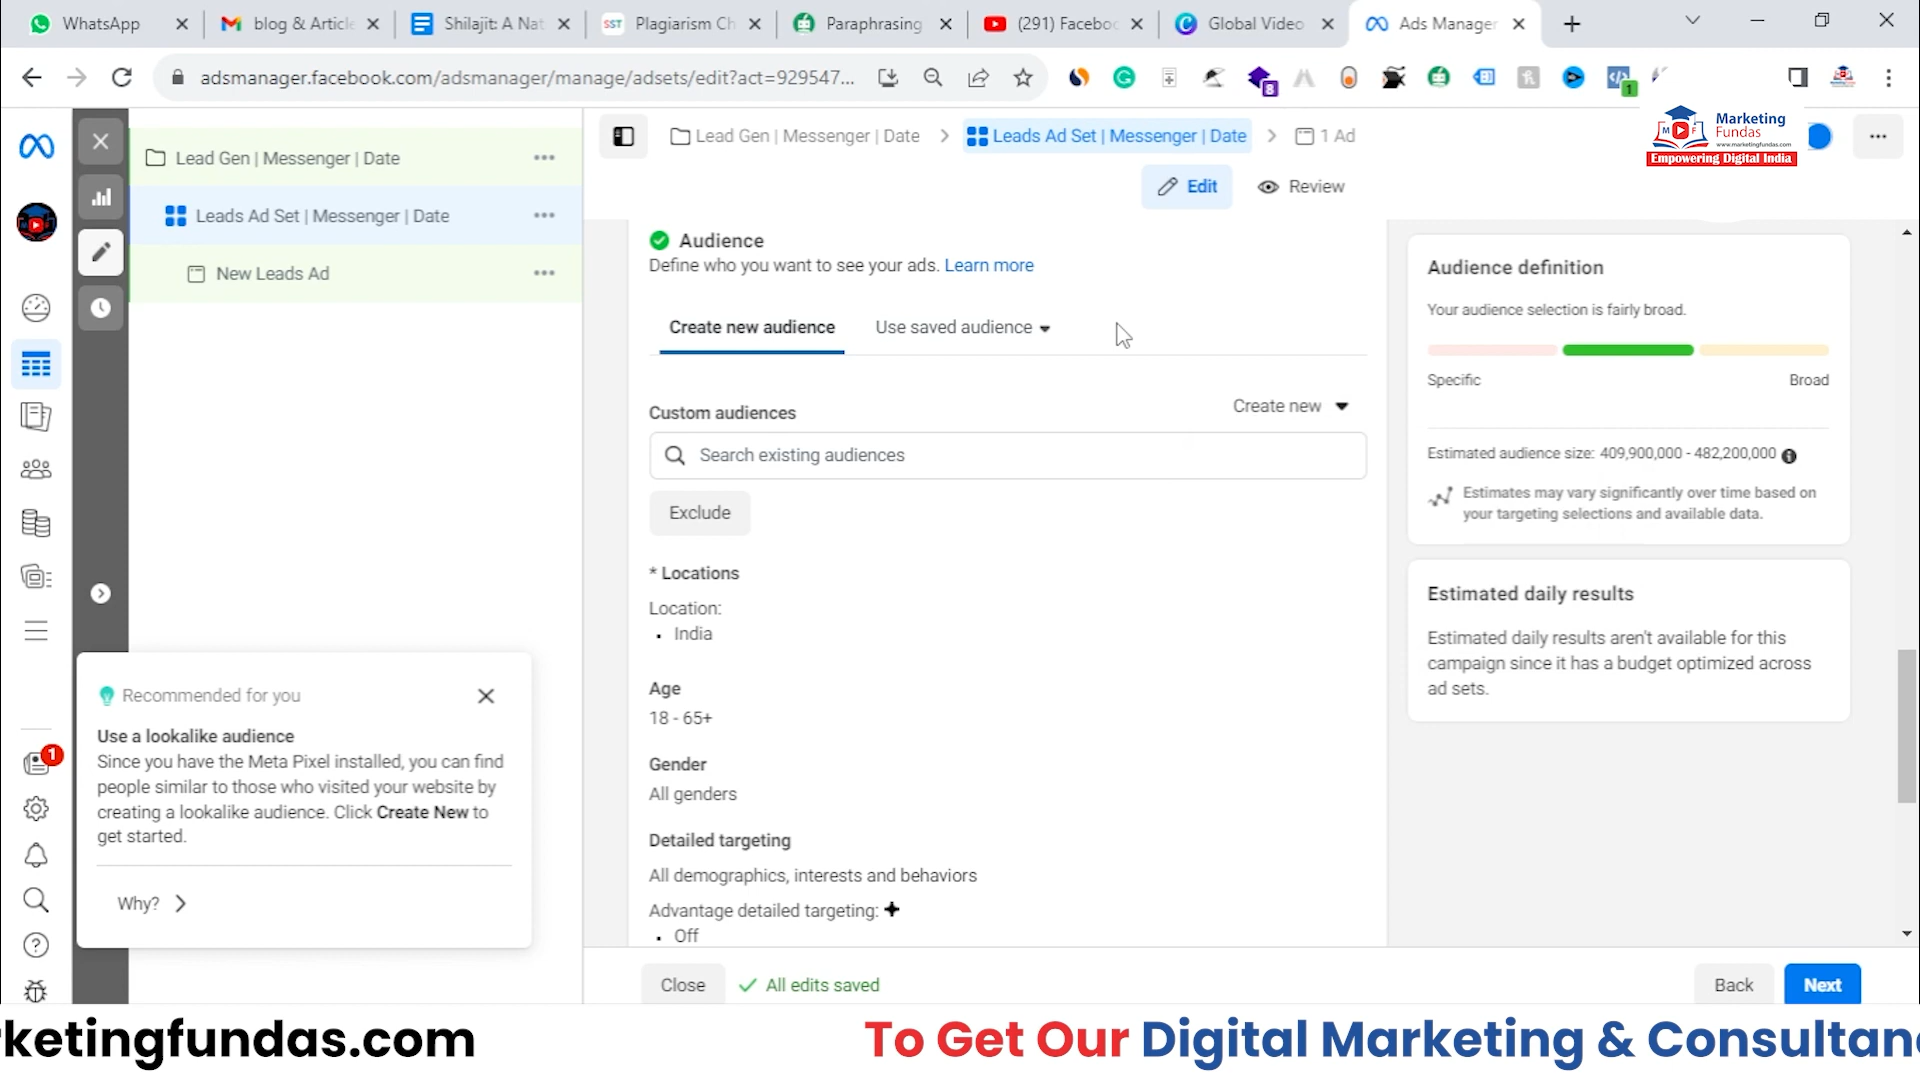 WhatsApp
blog & Article
Shilajit: A Nat
SST Plagiarism Ch
Paraphrasing
(291) Facebook
Global Video
Ads Manager
adsmanager.facebook.com/adsmanager/manage/adsets/edit?act=929547...
8
1
Marketing
Fundas
www.marketingfundas.com
Empowering Digital India
Lead Gen | Messenger | Date
Leads Ad Set | Messenger | Date
New Leads Ad
Lead Gen | Messenger | Date
Leads Ad Set | Messenger | Date
1 Ad
Edit
Review
Audience
Define who you want to see your ads. Learn more
Create new audience
Use saved audience
Custom audiences
Create new
Search existing audiences
Exclude
* Locations
Location:
• India
Age
18 - 65+
Gender
All genders
Detailed targeting
All demographics, interests and behaviors
Advantage detailed targeting:
• Off
Audience definition
Your audience selection is fairly broad.
Specific
Broad
Estimated audience size: 409,900,000 - 482,200,000
Estimates may vary significantly over time based on
your targeting selections and available data.
Estimated daily results
Estimated daily results aren't available for this
campaign since it has a budget optimized across
ad sets.
Recommended for you
Use a lookalike audience
Since you have the Meta Pixel installed, you can find
people similar to those who visited your website by
creating a lookalike audience. Click Create New to
get started.
Why?
1
Close
All edits saved
Back
Next
rketingfundas.com
To Get Our Digital Marketing & Consultanc